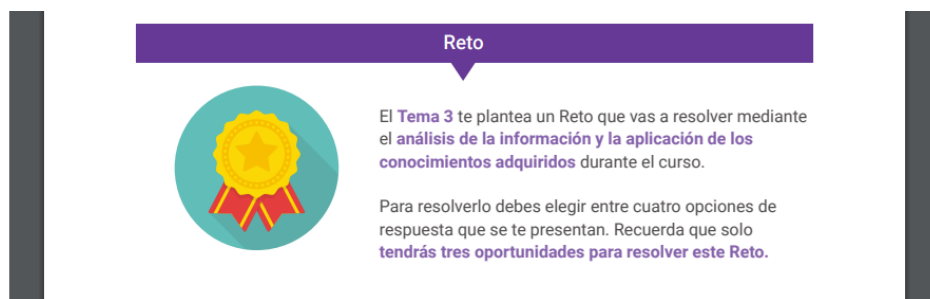 Reto
El Tema 3 te plantea un Reto que vas a resolver mediante
el análisis de la información y la aplicación de los
conocimientos adquiridos durante el curso.
Para resolverlo debes elegir entre cuatro opciones de
respuesta que se te presentan. Recuerda que solo
tendrás tres oportunidades para resolver este Reto.